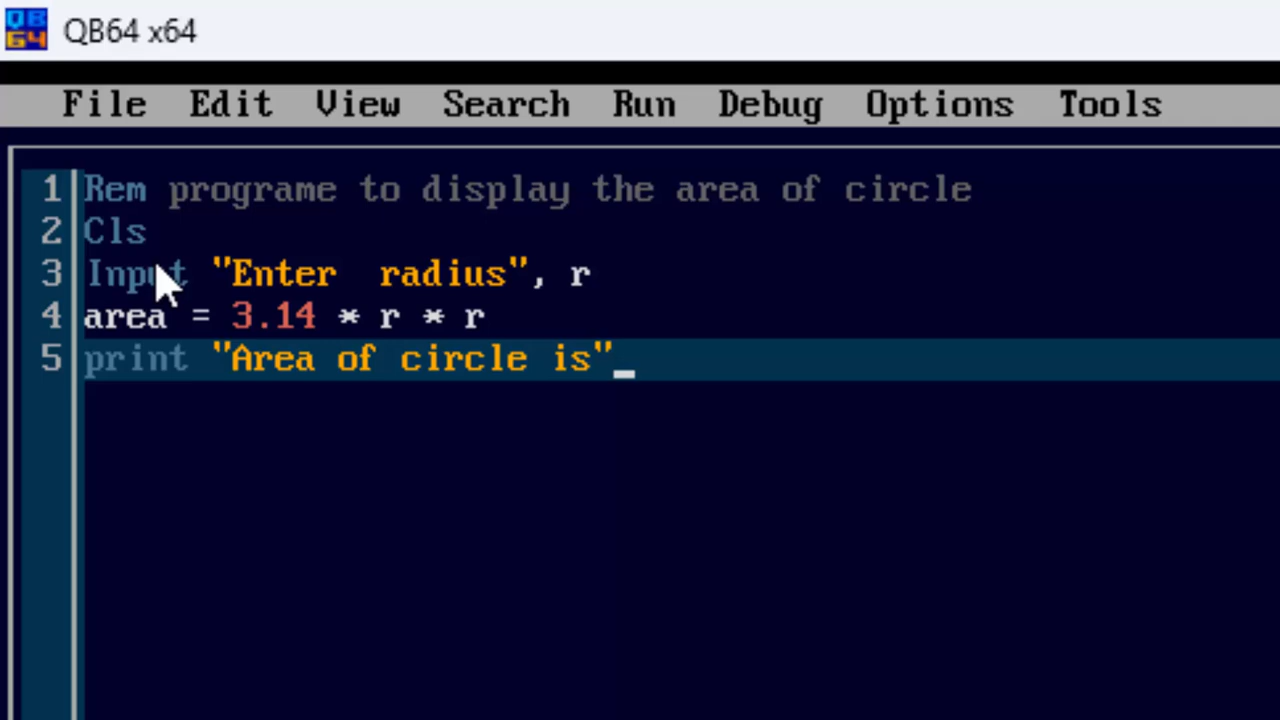 QB64 QB64 x64
File Edit View Search Run Debug Options Tools
1 Rem programe to display the area of circle
2 Cls
3 Input "Enter  radius", r
4 area = 3.14 * r * r
5 print "Area of circle is"_